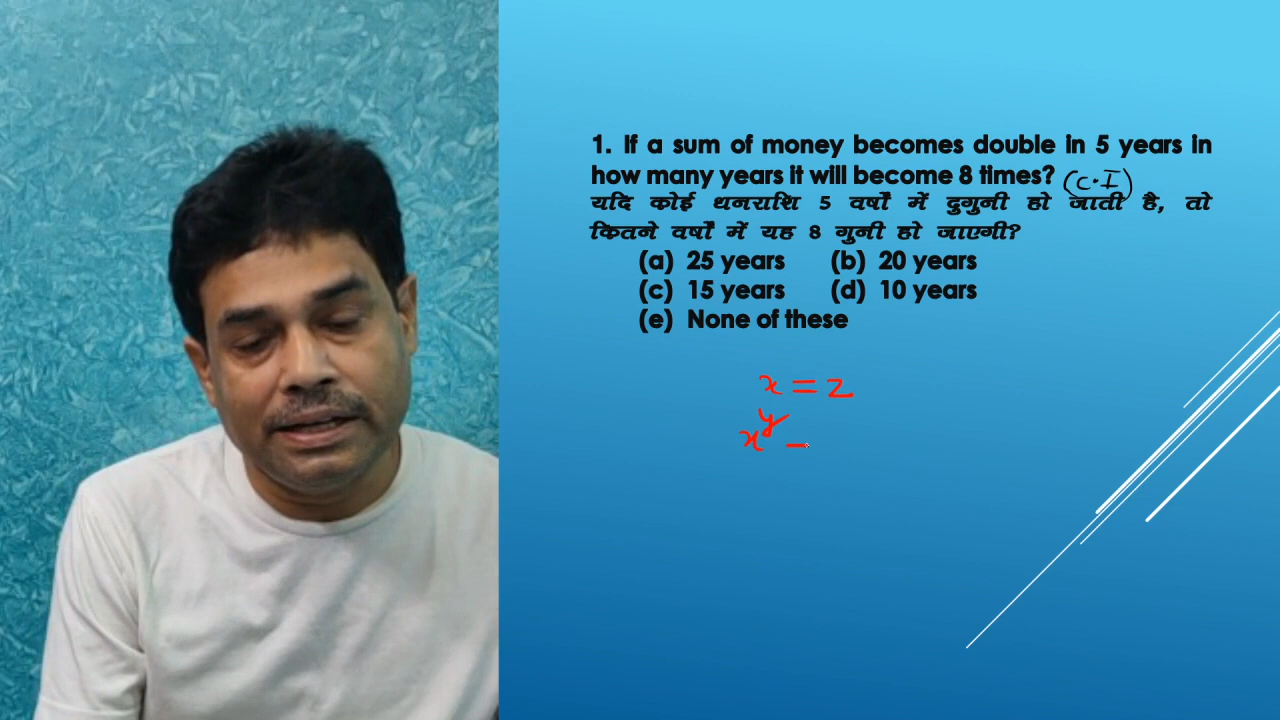 1. If a sum of money becomes double in 5 years in
how many years it will become 8 times? (C.I)
यदि कोई धनराशि 5 वर्षों में दुगुनी हो जाती है, तो
कितने वर्षों में यह 8 गुनी हो जाएगी?
(a) 25 years (b) 20 years
(c) 15 years (d) 10 years
(e) None of these
x = 2
x^y –